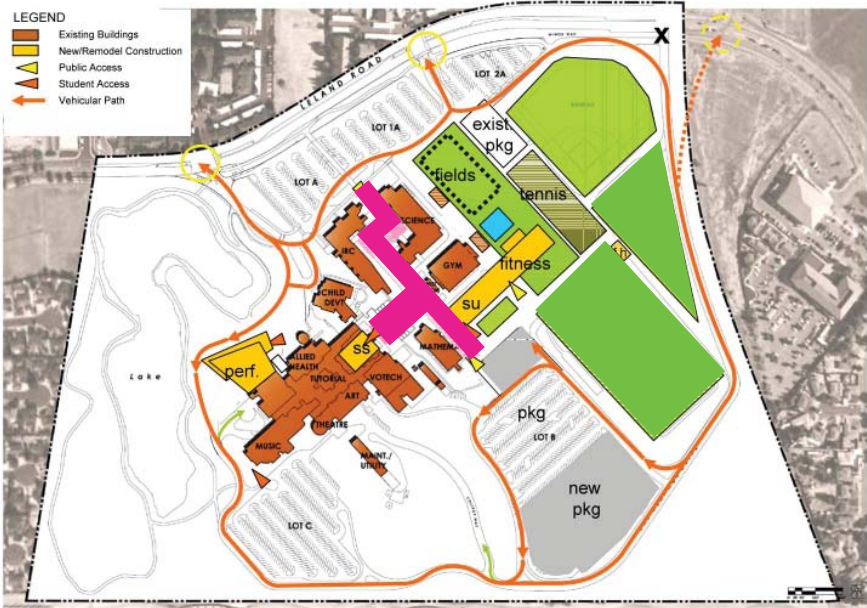 LEGEND
Existing Buildings
New/Remodel Construction
Public Access
Student Access
Vehicular Path
LELAND ROAD
X
LOT 2A
LOT 1A
LOT A
exist.
pkg
fields
tennis
SCIENCE
LRC
GYM
fitness
CHILD
DEV'T
su
ss
MATHEM
perf.
ALLIED
HEALTH
TUTORIAL
VOTECH
ART
THEATRE
MUSIC
MAINT./
UTILITY
Lake
pkg
LOT B
new
pkg
LOT C